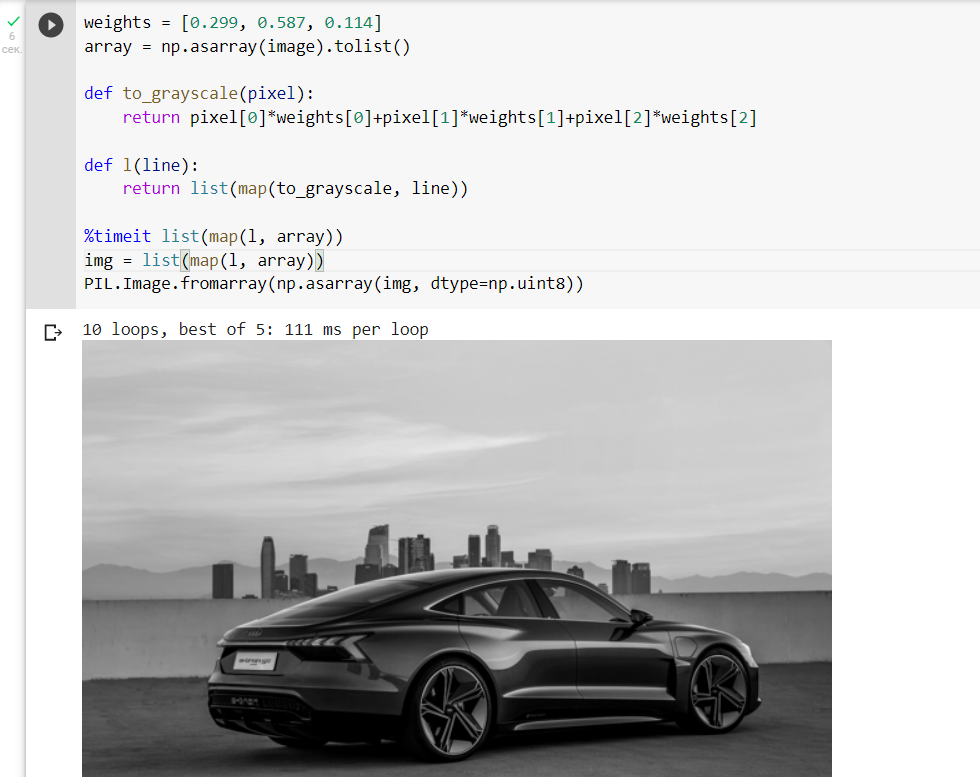 weights = [0.299, 0.587, 0.114]
array = np.asarray(image).tolist()
def to_grayscale(pixel):
    return pixel[0]*weights[0]+pixel[1]*weights[1]+pixel[2]*weights[2]
def l(line):
    return list(map(to_grayscale, line))
%timeit list(map(l, array))
img = list(map(l, array))
PIL.Image.fromarray(np.asarray(img, dtype=np.uint8))
6
сек.
10 loops, best of 5: 111 ms per loop